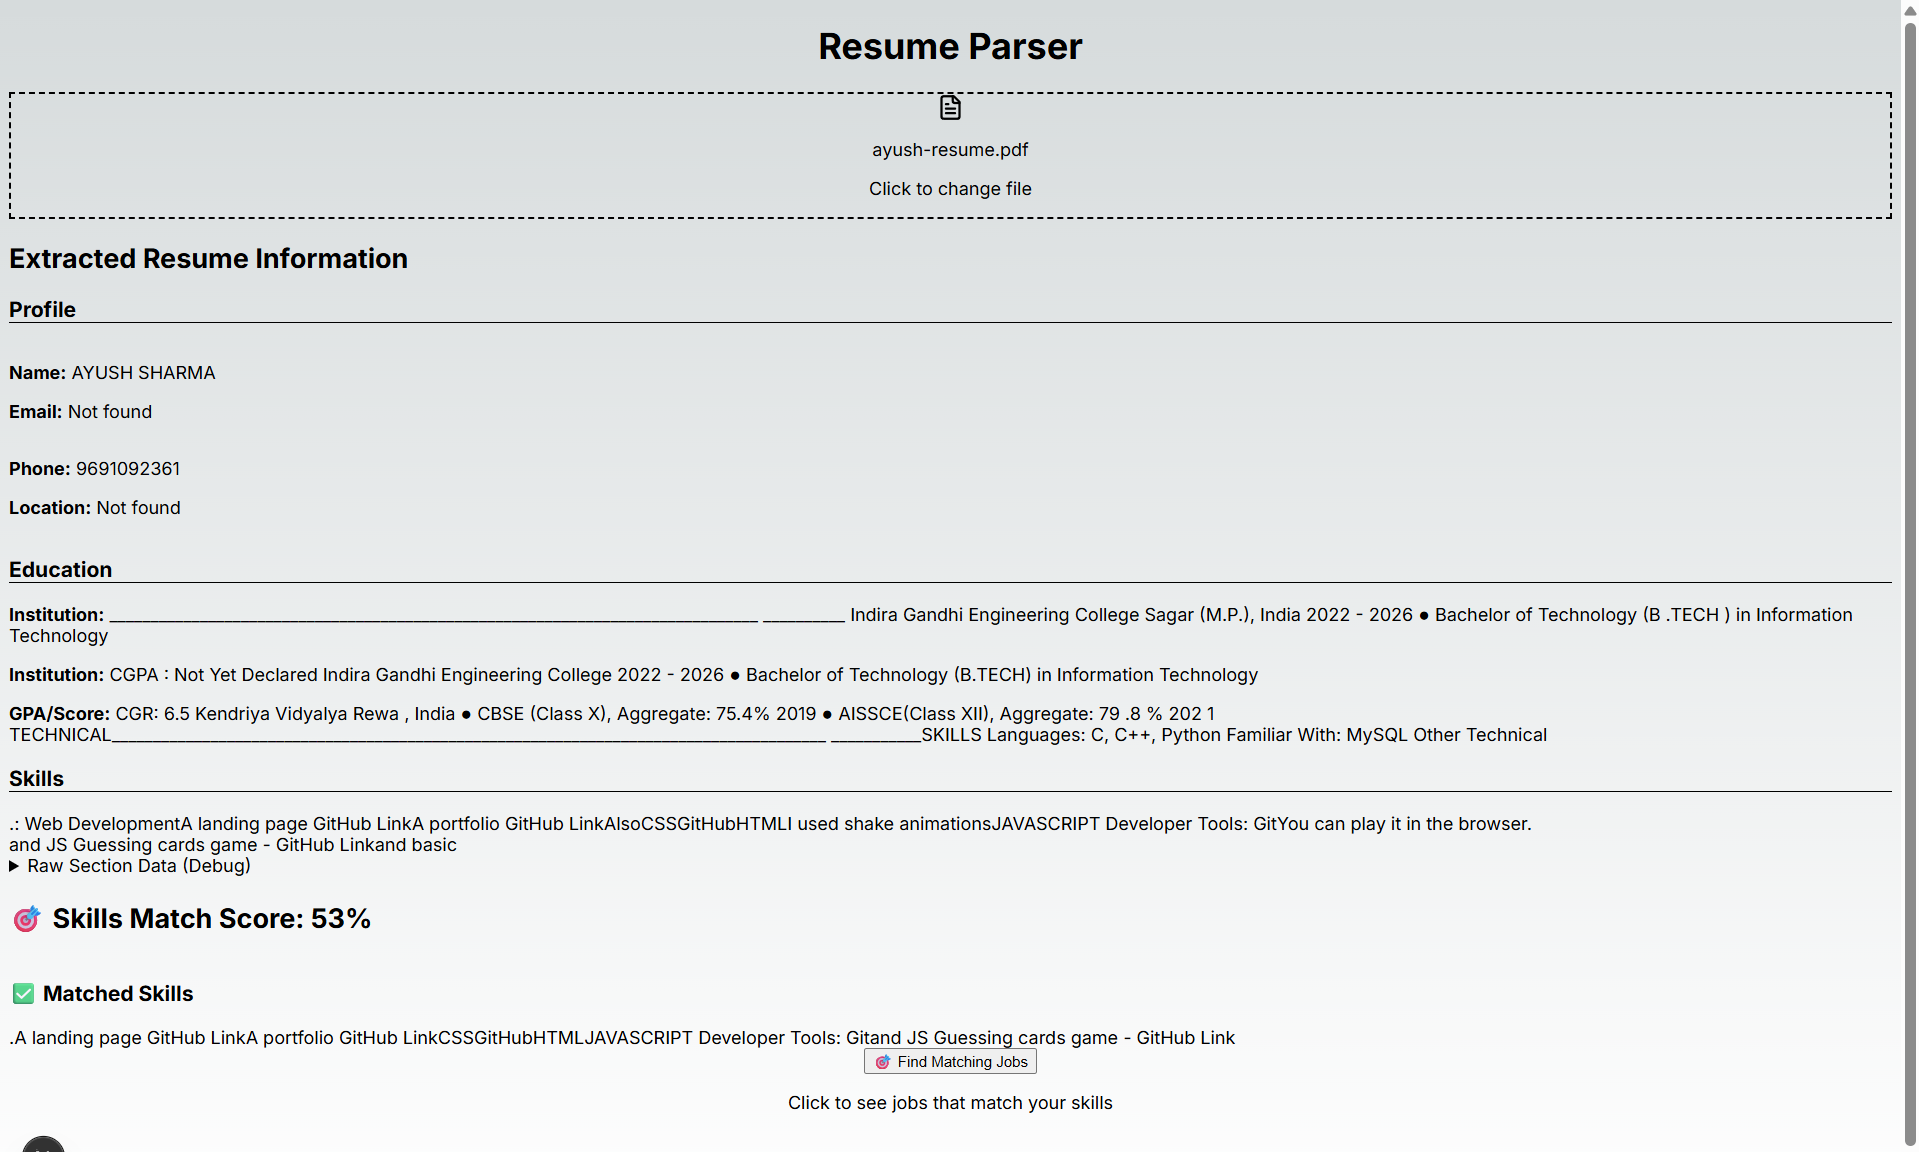 Resume Parser
ayush-resume.pdf
Click to change file
Extracted Resume Information
Profile
Name: AYUSH SHARMA
Email: Not found
Phone: 9691092361
Location: Not found
Education
Institution: _______________________________________________________________________________ __________ Indira Gandhi Engineering College Sagar (M.P.), India 2022 - 2026 ● Bachelor of Technology (B .TECH ) in Information
Technology
Institution: CGPA : Not Yet Declared Indira Gandhi Engineering College 2022 - 2026 ● Bachelor of Technology (B.TECH) in Information Technology
GPA/Score: CGR: 6.5 Kendriya Vidyalya Rewa , India ● CBSE (Class X), Aggregate: 75.4% 2019 ● AISSCE(Class XII), Aggregate: 79 .8 % 202 1
TECHNICAL_______________________________________________________________________________________ ___________SKILLS Languages: C, C++, Python Familiar With: MySQL Other Technical
Skills
.: Web DevelopmentA landing page GitHub LinkA portfolio GitHub LinkAlsoCSSGitHubHTMLI used shake animationsJAVASCRIPT Developer Tools: GitYou can play it in the browser.
and JS Guessing cards game - GitHub Linkand basic
▶ Raw Section Data (Debug)
🎯 Skills Match Score: 53%
✅ Matched Skills
.A landing page GitHub LinkA portfolio GitHub LinkCSSGitHubHTMLJAVASCRIPT Developer Tools: Gitand JS Guessing cards game - GitHub Link
🎯 Find Matching Jobs
Click to see jobs that match your skills